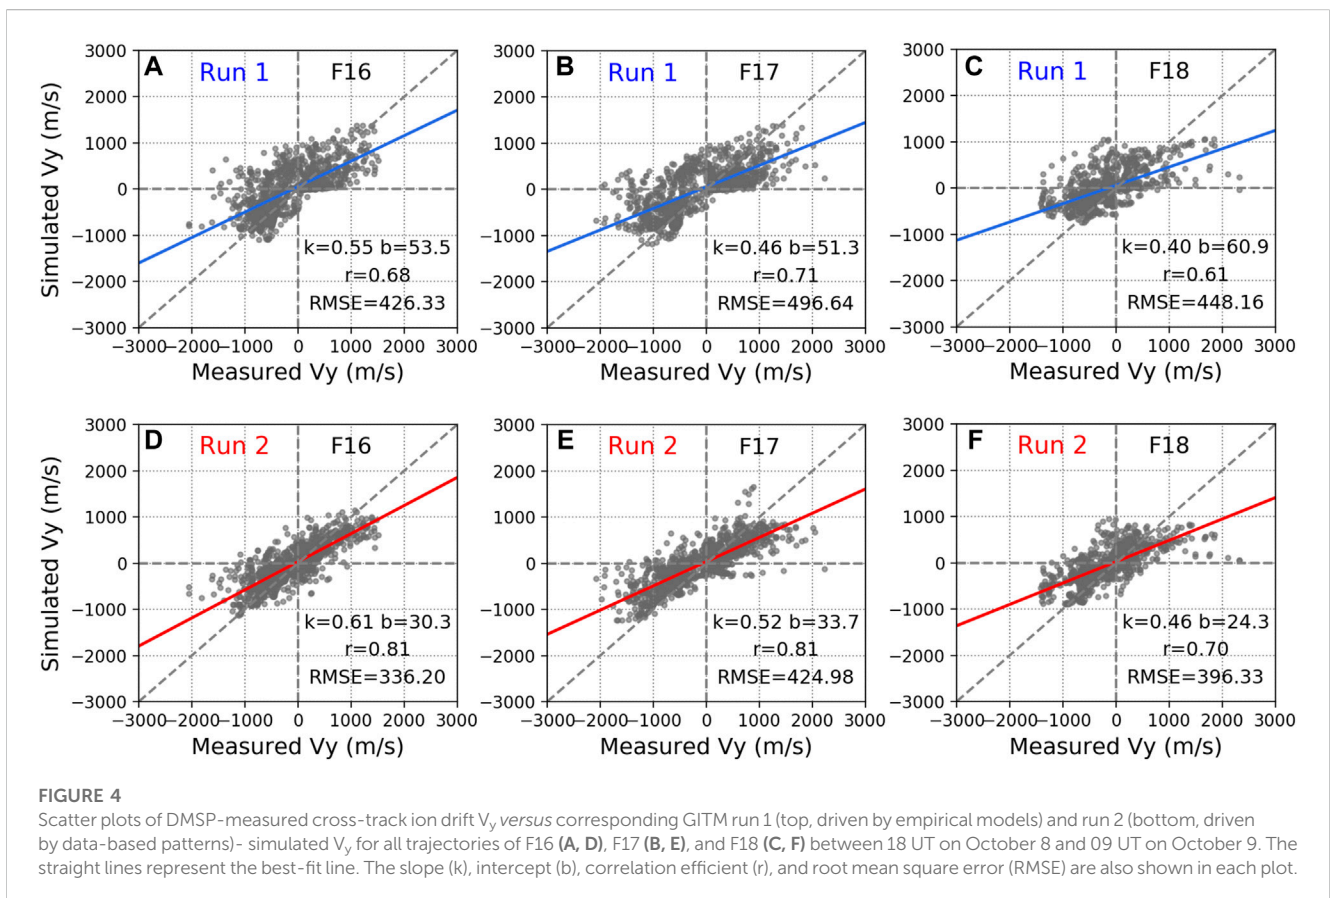 A Run 1 F16
3000
2000
1000
0
−1000
−2000
−3000
Simulated Vy (m/s)
k=0.55 b=53.5
r=0.68
RMSE=426.33
−3000−2000−1000 0 1000 2000 3000
Measured Vy (m/s)
B Run 1 F17
3000
2000
1000
0
−1000
−2000
−3000
k=0.46 b=51.3
r=0.71
RMSE=496.64
−3000−2000−1000 0 1000 2000 3000
Measured Vy (m/s)
C Run 1 F18
3000
2000
1000
0
−1000
−2000
−3000
k=0.40 b=60.9
r=0.61
RMSE=448.16
−3000−2000−1000 0 1000 2000 3000
Measured Vy (m/s)
D Run 2 F16
3000
2000
1000
0
−1000
−2000
−3000
Simulated Vy (m/s)
k=0.61 b=30.3
r=0.81
RMSE=336.20
−3000−2000−1000 0 1000 2000 3000
Measured Vy (m/s)
E Run 2 F17
3000
2000
1000
0
−1000
−2000
−3000
k=0.52 b=33.7
r=0.81
RMSE=424.98
−3000−2000−1000 0 1000 2000 3000
Measured Vy (m/s)
F Run 2 F18
3000
2000
1000
0
−1000
−2000
−3000
k=0.46 b=24.3
r=0.70
RMSE=396.33
−3000−2000−1000 0 1000 2000 3000
Measured Vy (m/s)
FIGURE 4
Scatter plots of DMSP-measured cross-track ion drift Vy versus corresponding GITM run 1 (top, driven by empirical models) and run 2 (bottom, driven
by data-based patterns)- simulated Vy for all trajectories of F16 (A, D), F17 (B, E), and F18 (C, F) between 18 UT on October 8 and 09 UT on October 9. The
straight lines represent the best-fit line. The slope (k), intercept (b), correlation efficient (r), and root mean square error (RMSE) are also shown in each plot.